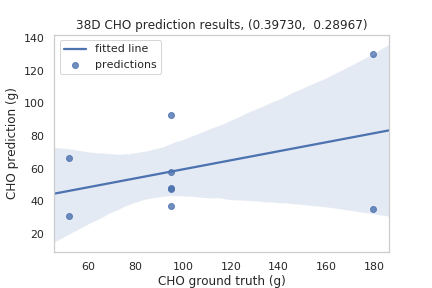 38D CHO prediction results, (0.39730,  0.28967)
fitted line
predictions
140
120
100
80
60
40
20
CHO prediction (g)
60 80 100 120 140 160 180
CHO ground truth (g)